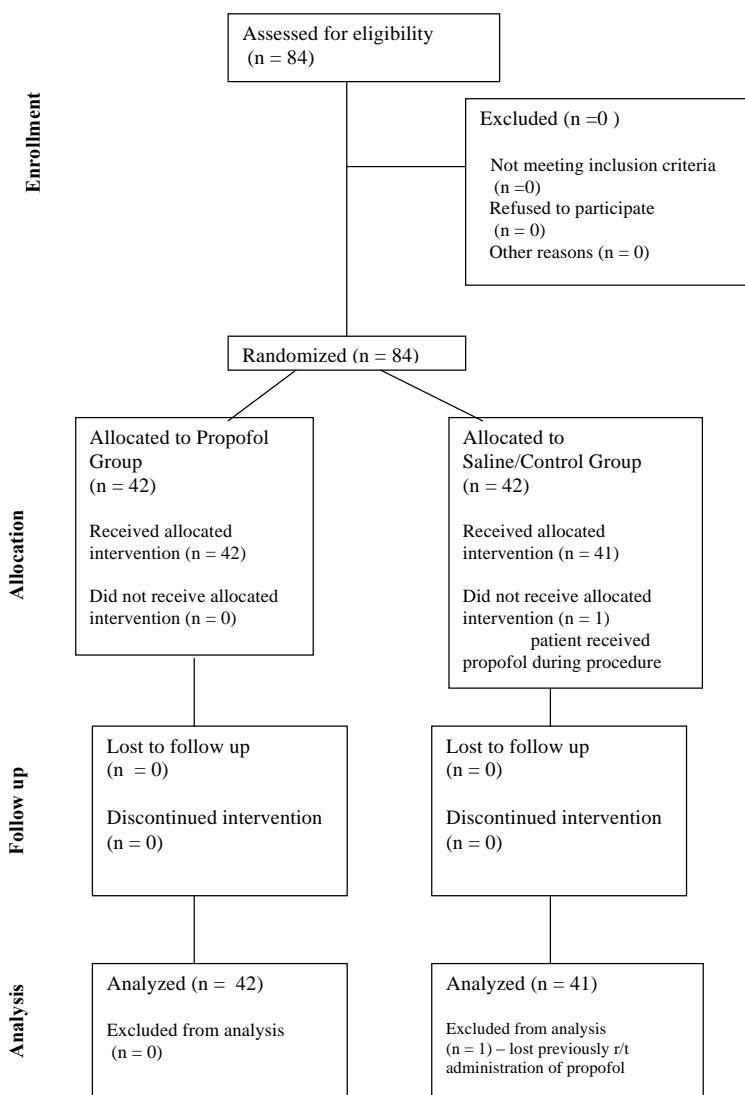 Assessed for eligibility
(n = 84)
Enrollment
Excluded (n =0 )
Not meeting inclusion criteria
(n =0)
Refused to participate
(n = 0)
Other reasons (n = 0)
Randomized (n = 84)
Allocation
Allocated to Propofol
Group
(n = 42)
Received allocated
intervention (n = 42)
Did not receive allocated
intervention (n = 0)
Allocated to
Saline/Control Group
(n = 42)
Received allocated
intervention (n = 41)
Did not receive allocated
intervention (n = 1)
patient received
propofol during procedure
Follow up
Lost to follow up
(n = 0)
Discontinued intervention
(n = 0)
Lost to follow up
(n = 0)
Discontinued intervention
(n = 0)
Analysis
Analyzed (n = 42)
Excluded from analysis
(n = 0)
Analyzed (n = 41)
Excluded from analysis
(n = 1) – lost previously r/t
administration of propofol